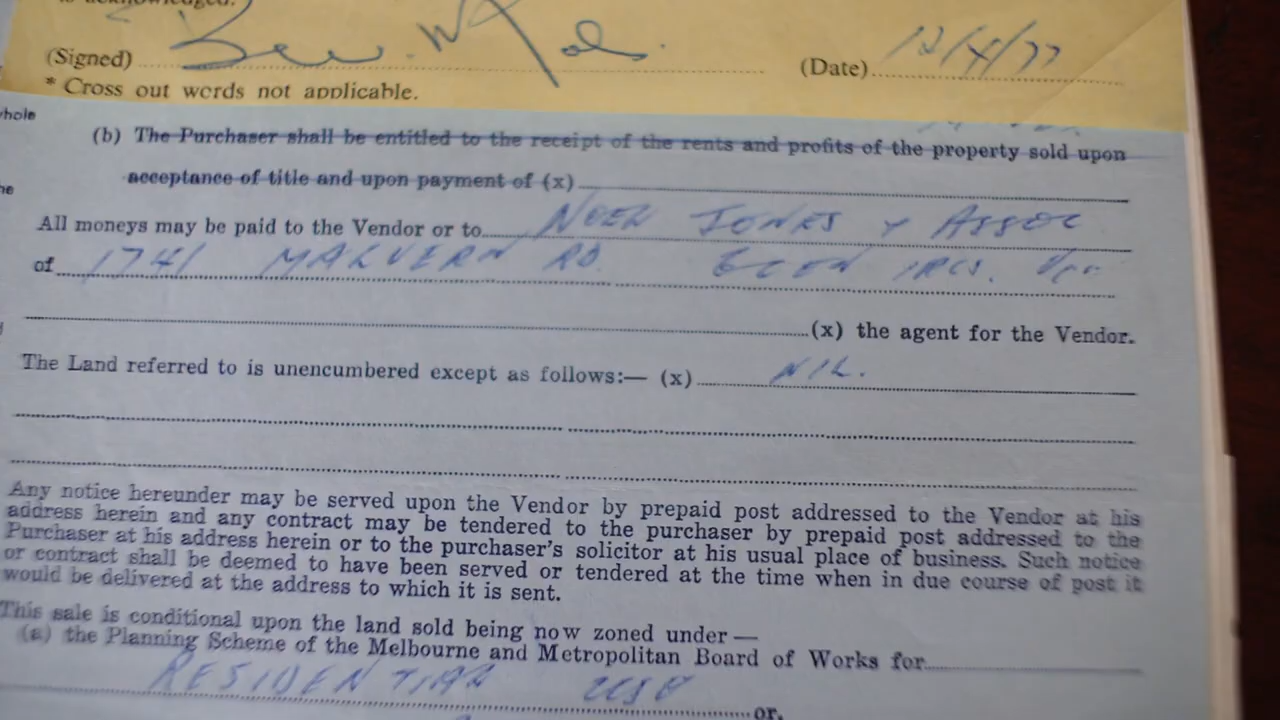 is acknowledged.
(Signed) (Date) 12/4/77
* Cross out words not applicable.
whole
(b) The Purchaser shall be entitled to the receipt of the rents and profits of the property sold upon
acceptance of title and upon payment of (x)
All moneys may be paid to the Vendor or to NOEL JONES & ASSOC
of 1741 MALVERN RD. GLEN IRIS. Vic
(x) the agent for the Vendor.
The Land referred to is unencumbered except as follows:— (x) NIL.
Any notice hereunder may be served upon the Vendor by prepaid post addressed to the Vendor at his
address herein and any contract may be tendered to the purchaser by prepaid post addressed to the
Purchaser at his address herein or to the purchaser's solicitor at his usual place of business. Such notice
or contract shall be deemed to have been served or tendered at the time when in due course of post it
would be delivered at the address to which it is sent.
This sale is conditional upon the land sold being now zoned under —
(a) the Planning Scheme of the Melbourne and Metropolitan Board of Works for
RESIDENTIAL USE or,